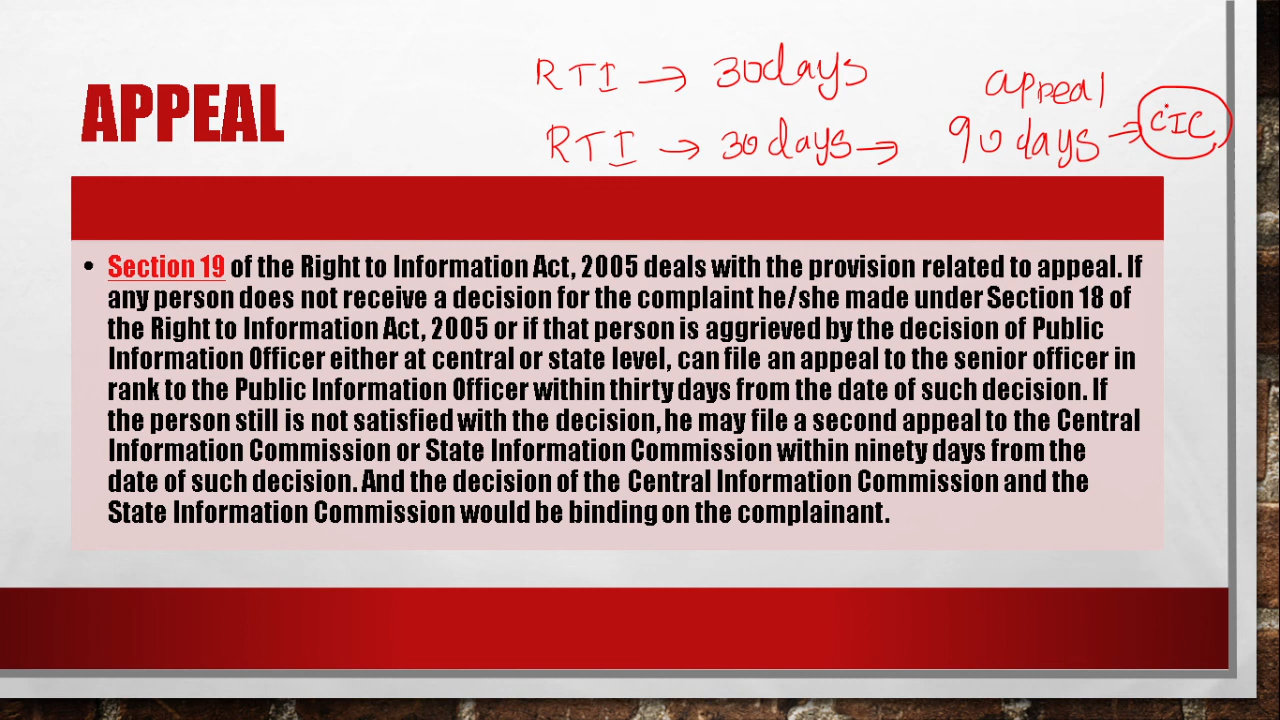 RTI → 30days
APPEAL
appeal
RTI → 30 days → 90 days → CIC
• Section 19 of the Right to Information Act, 2005 deals with the provision related to appeal. If
any person does not receive a decision for the complaint he/she made under Section 18 of
the Right to Information Act, 2005 or if that person is aggrieved by the decision of Public
Information Officer either at central or state level, can file an appeal to the senior officer in
rank to the Public Information Officer within thirty days from the date of such decision. If
the person still is not satisfied with the decision, he may file a second appeal to the Central
Information Commission or State Information Commission within ninety days from the
date of such decision. And the decision of the Central Information Commission and the
State Information Commission would be binding on the complainant.